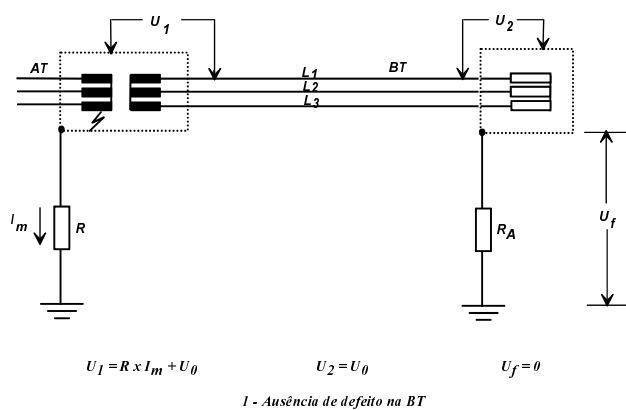 U1
U2
AT
L1
BT
L2
L3
Im
R
RA
Uf
U1 = R x Im + U0
U2 = U0
Uf = 0
1 - Ausência de defeito na BT